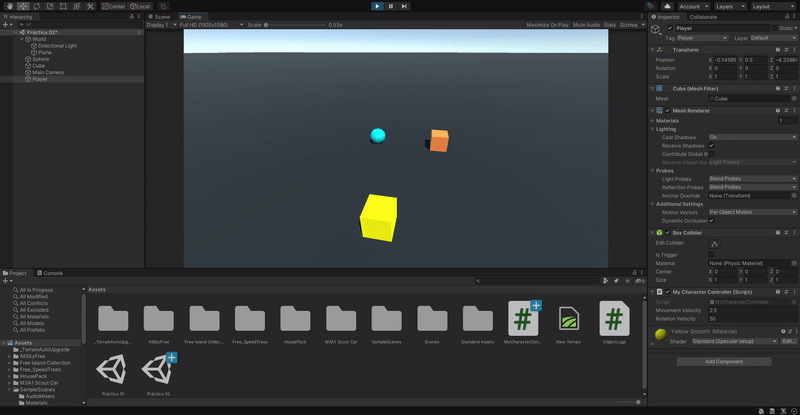 Center
Local
Account
Layers
Layout
Hierarchy
All
Práctica 02*
World
Directional Light
Plane
Sphere
Cube
Main Camera
Player
Scene
Game
Display 1
Full HD (1920x1080)
Scale
0.53x
Maximize On Play
Mute Audio
Stats
Gizmos
Inspector
Collaborate
Player
Static
Tag Player
Layer Default
Transform
Position X -0.14585 Y 0.5 Z -4.32986
Rotation X 0 Y 0 Z 0
Scale X 1 Y 1 Z 1
Cube (Mesh Filter)
Mesh Cube
Mesh Renderer
Materials 1
Lighting
Cast Shadows On
Receive Shadows
Contribute Global Il
Light Probes
Probes
Light Probes Blend Probes
Reflection Probes Blend Probes
Anchor Override None (Transform)
Additional Settings
Motion Vectors Per Object Motion
Dynamic Occlusion
Box Collider
Edit Collider
Is Trigger
Material None (Physic Material)
Center X 0 Y 0 Z 0
Size X 1 Y 1 Z 1
My Character Controller (Script)
Script MyCharacterController
Movement Velocity 2.5
Rotation Velocity 50
Yellow Smooth (Material)
Shader Standard (Specular setup) Edit...
Add Component
Project
Console
All In Progress
All Modified
All Conflicts
All Excluded
All Materials
All Models
All Prefabs
Assets
_TerrainAutoUpgrade
AllSkyFree
Free Island Collection
Free_SpeedTrees
HousePack
M3A1 Scout Car
SampleScenes
AudioMixers
Materials
Assets
_TerrainAutoUpg...
AllSkyFree
Free Island Collec...
Free_SpeedTrees
HousePack
M3A1 Scout Car
SampleScenes
Scenes
Standard Assets
MyCharacterCon...
New Terrain
ObjectLogs
Práctica 01
Práctica 02